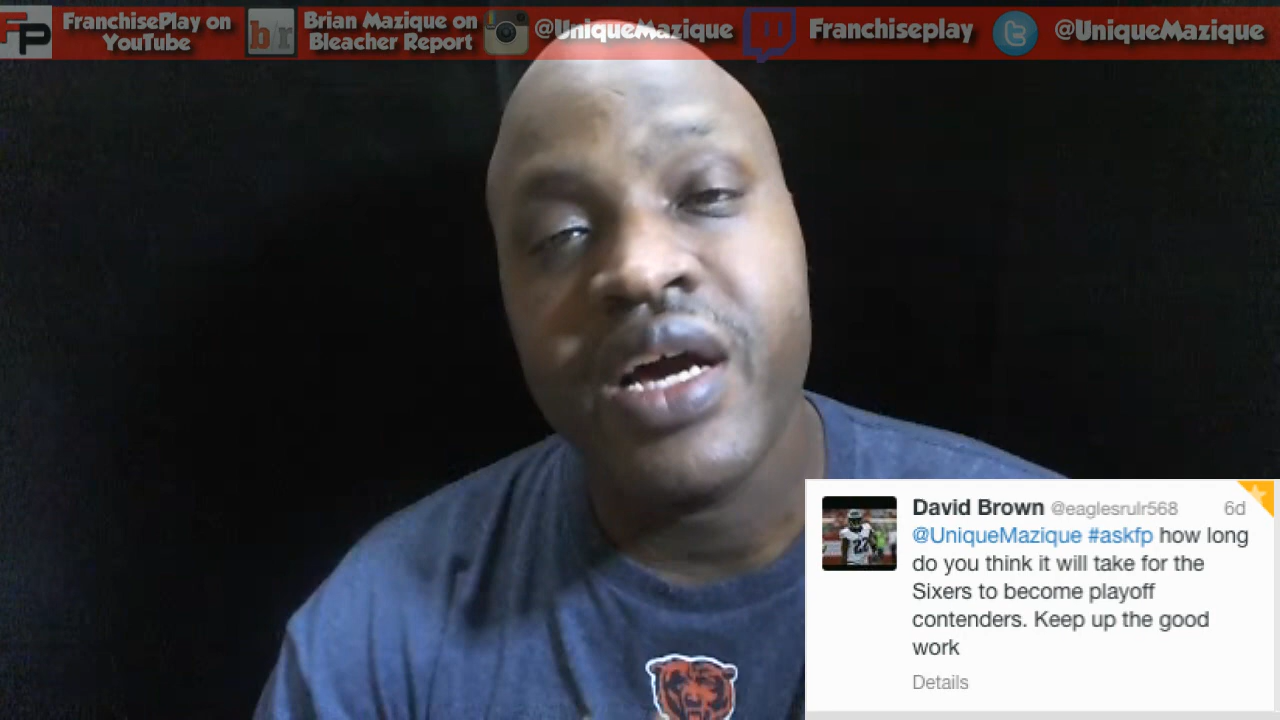 FP
FranchisePlay on
YouTube
b/r
Brian Mazique on
Bleacher Report
@UniqueMazique
Franchiseplay
@UniqueMazique
David Brown @eaglesrulr568 6d
@UniqueMazique #askfp how long
do you think it will take for the
Sixers to become playoff
contenders. Keep up the good
work
Details